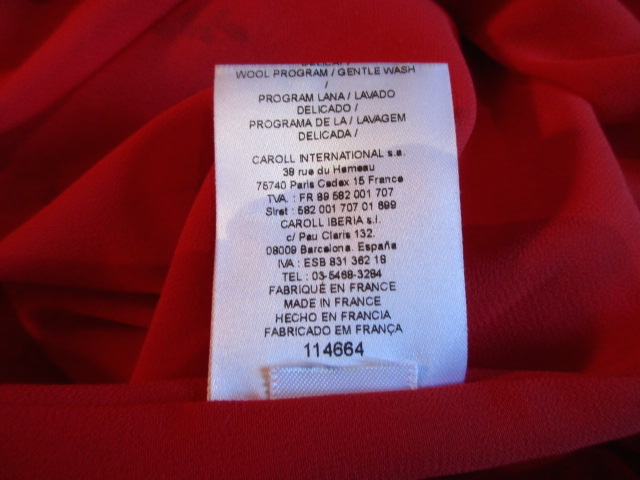 WOOL PROGRAM / GENTLE WASH
/
PROGRAM LANA / LAVADO
DELICADO /
PROGRAMA DE LA / LAVAGEM
DELICADA /
CAROLL INTERNATIONAL s.a.
39 rue du Hameau
75740 Paris Cedex 15 France
TVA. : FR 89 582 001 707
Siret : 582 001 707 01 699
CAROLL IBERIA s.l.
c/ Pau Claris 132.
08009 Barcelona. España
IVA : ESB 831 362 18
TEL : 03-5468-3284
FABRIQUÉ EN FRANCE
MADE IN FRANCE
HECHO EN FRANCIA
FABRICADO EM FRANÇA
114664